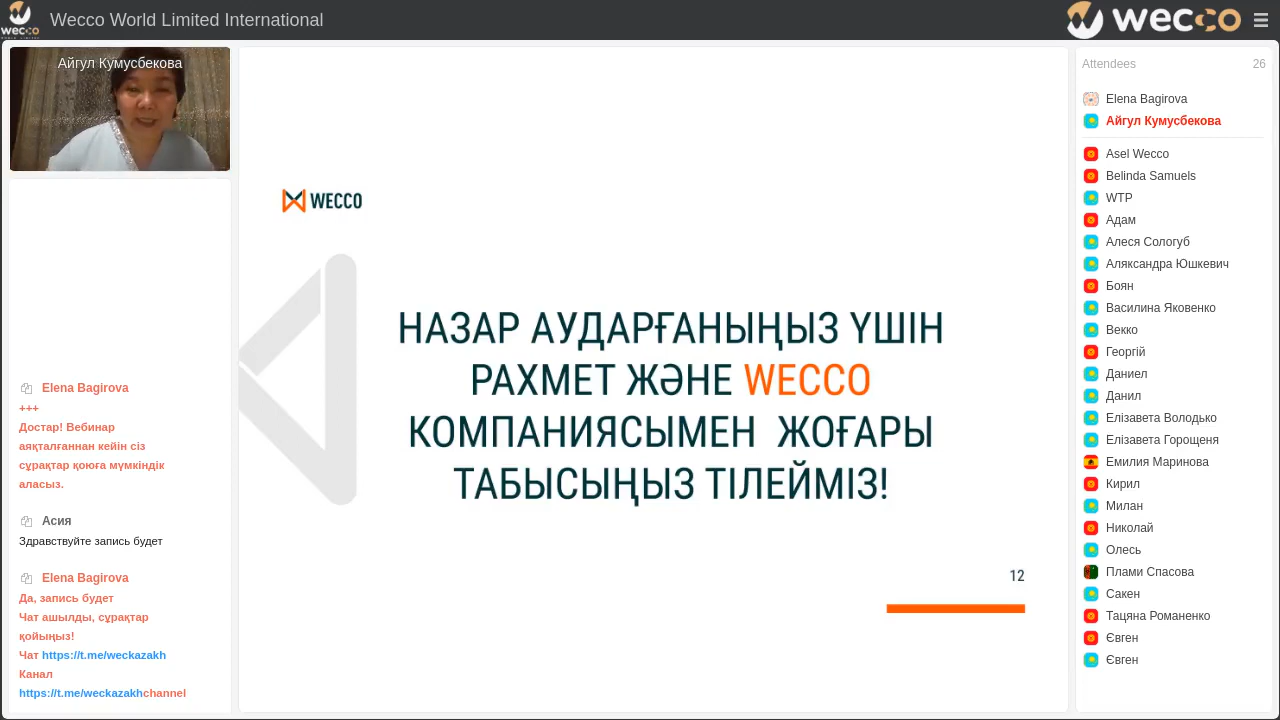 wecco
WORLD LIMITED
Wecco World Limited International
wecco
Айгул Кумусбекова
Elena Bagirova
+++
Достар! Вебинар
аяқталғаннан кейін сіз
сұрақтар қоюға мүмкіндік
аласыз.
Асия
Здравствуйте запись будет
Elena Bagirova
Да, запись будет
Чат ашылды, сұрақтар
қойыңыз!
Чат https://t.me/weckazakh
Канал
https://t.me/weckazakhchannel
WECCO
НАЗАР АУДАРҒАНЫҢЫЗ ҮШІН
РАХМЕТ ЖӘНЕ WECCO
КОМПАНИЯСЫМЕН ЖОҒАРЫ
ТАБЫСЫҢЫЗ ТІЛЕЙМІЗ!
12
Attendees 26
Elena Bagirova
Айгул Кумусбекова
Asel Wecco
Belinda Samuels
WTP
Адам
Алеся Сологуб
Аляксандра Юшкевич
Боян
Василина Яковенко
Векко
Георгій
Даниел
Данил
Елізавета Володько
Елізавета Горощеня
Емилия Маринова
Кирил
Милан
Николай
Олесь
Плами Спасова
Сакен
Тацяна Романенко
Євген
Євген